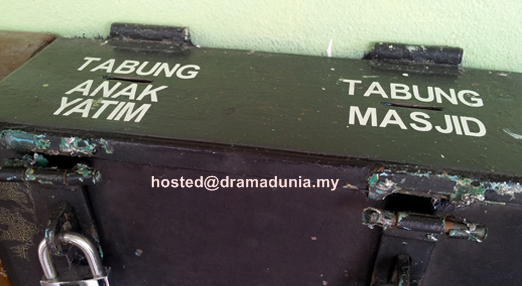 TABUNG
ANAK
YATIM
TABUNG
MASJID
hosted@dramadunia.my